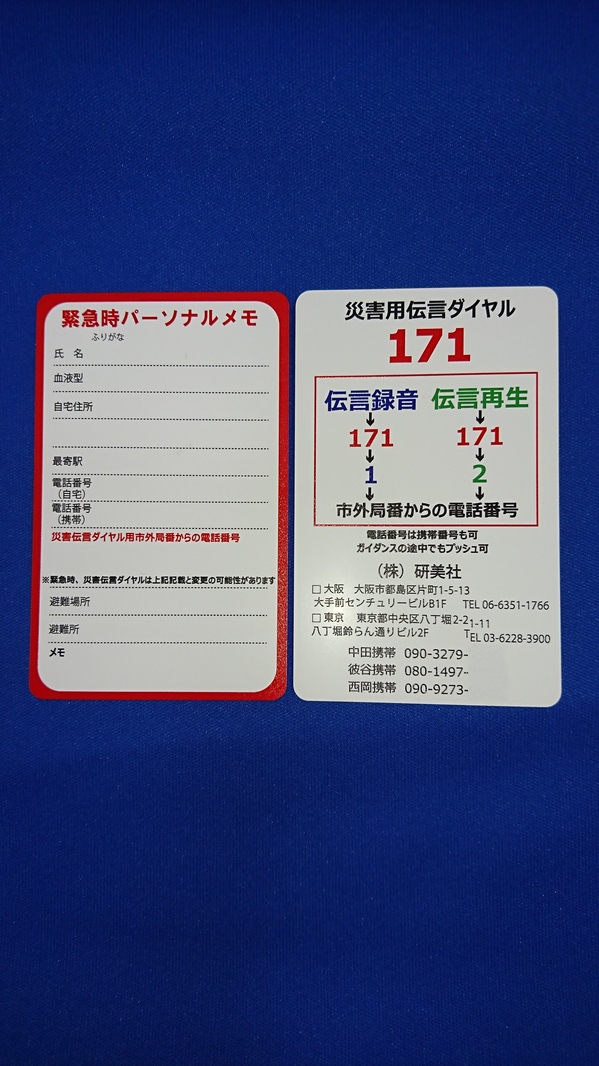 緊急時パーソナルメモ
ふりがな
氏 名
血液型
自宅住所
最寄駅
電話番号
（自宅）
電話番号
（携帯）
災害伝言ダイヤル用市外局番からの電話番号
※緊急時、災害伝言ダイヤルは上記記載と変更の可能性があります
避難場所
避難所
メモ
災害用伝言ダイヤル
171
伝言録音 伝言再生
↓ ↓
171 171
↓ ↓
1 2
↓ ↓
市外局番からの電話番号
電話番号は携帯番号も可
ガイダンスの途中でもプッシュ可
（株）研美社
□大阪 大阪市都島区片町1-5-13
大手前センチュリービルB1F TEL 06-6351-1766
□東京 東京都中央区八丁堀2-21-11
八丁堀鈴らん通りビル2F TEL 03-6228-3900
中田携帯 090-3279-
彼谷携帯 080-1497-
西岡携帯 090-9273-